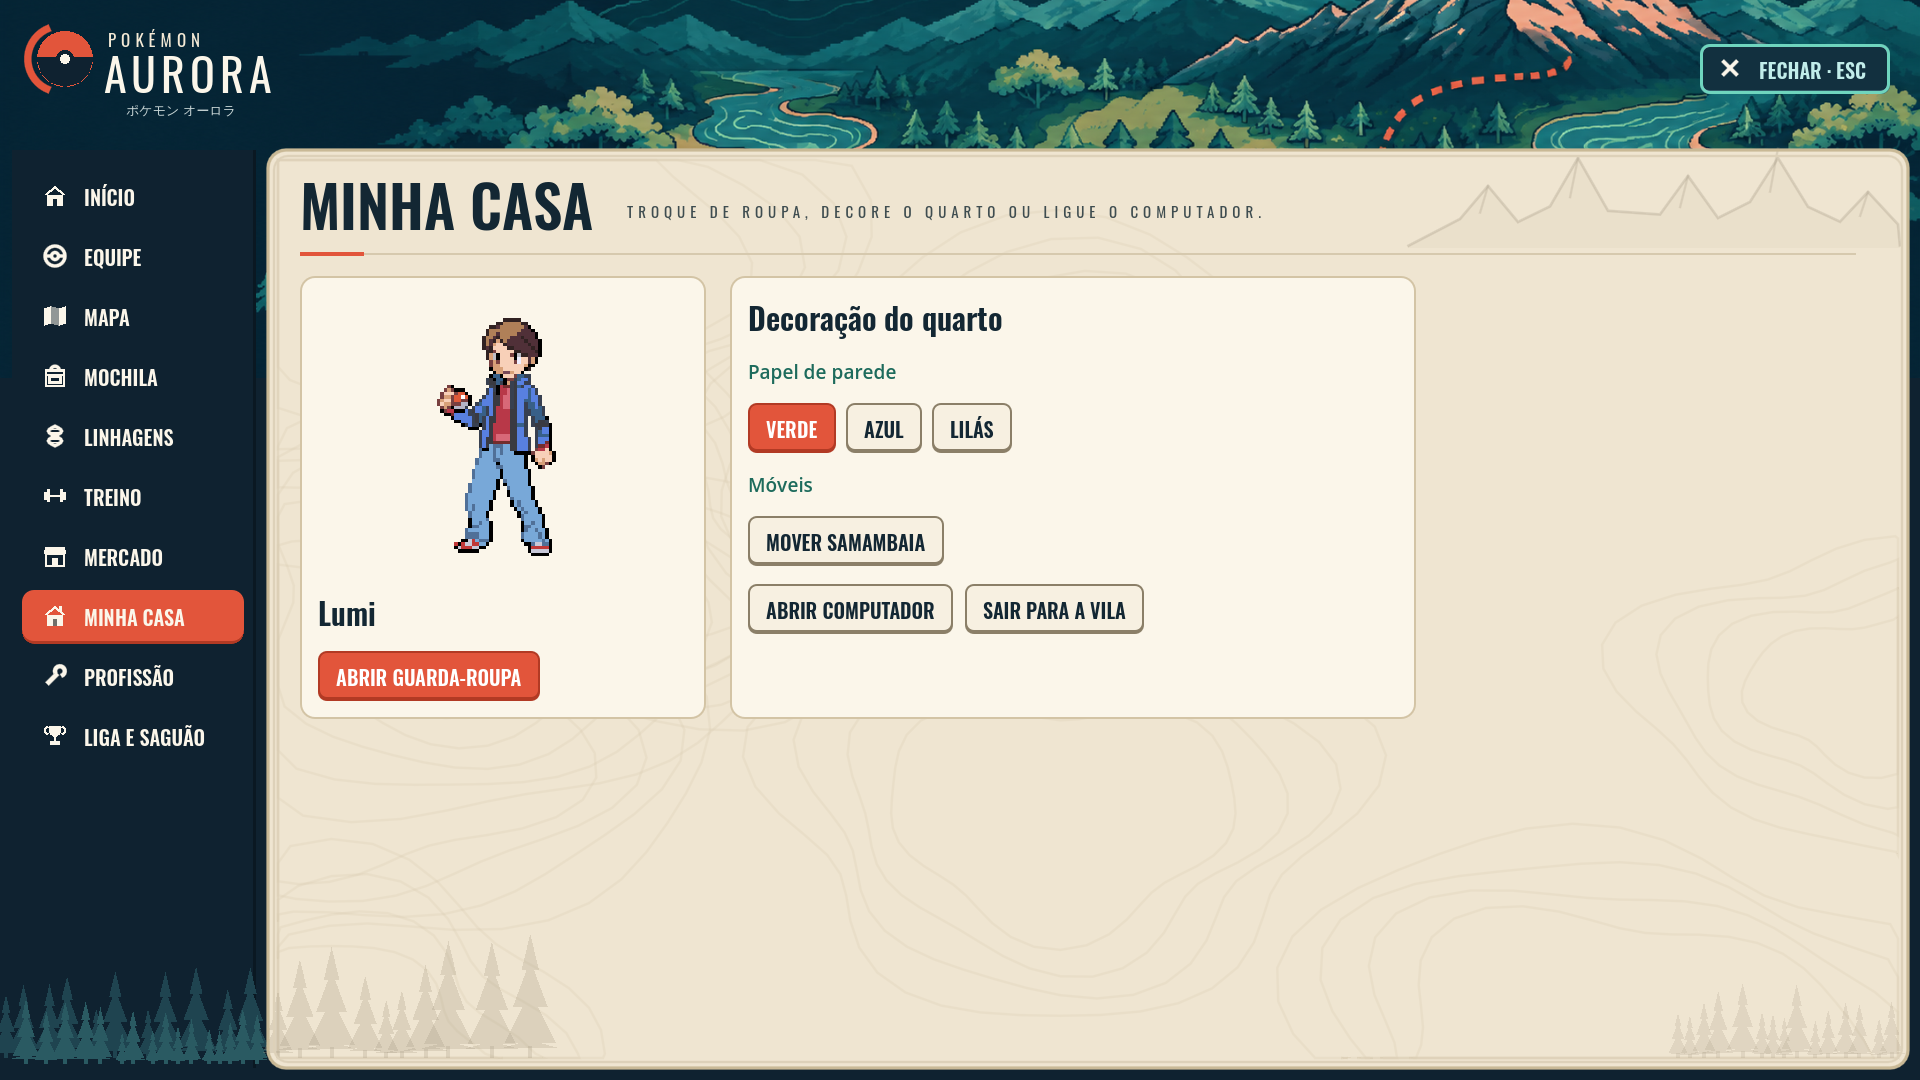 POKÉMON
AURORA
ポケモン オーロラ
FECHAR · ESC
INÍCIO
EQUIPE
MAPA
MOCHILA
LINHAGENS
TREINO
MERCADO
MINHA CASA
PROFISSÃO
LIGA E SAGUÃO
MINHA CASA
TROQUE DE ROUPA, DECORE O QUARTO OU LIGUE O COMPUTADOR.
Lumi
ABRIR GUARDA-ROUPA
Decoração do quarto
Papel de parede
VERDE AZUL LILÁS
Móveis
MOVER SAMAMBAIA
ABRIR COMPUTADOR SAIR PARA A VILA